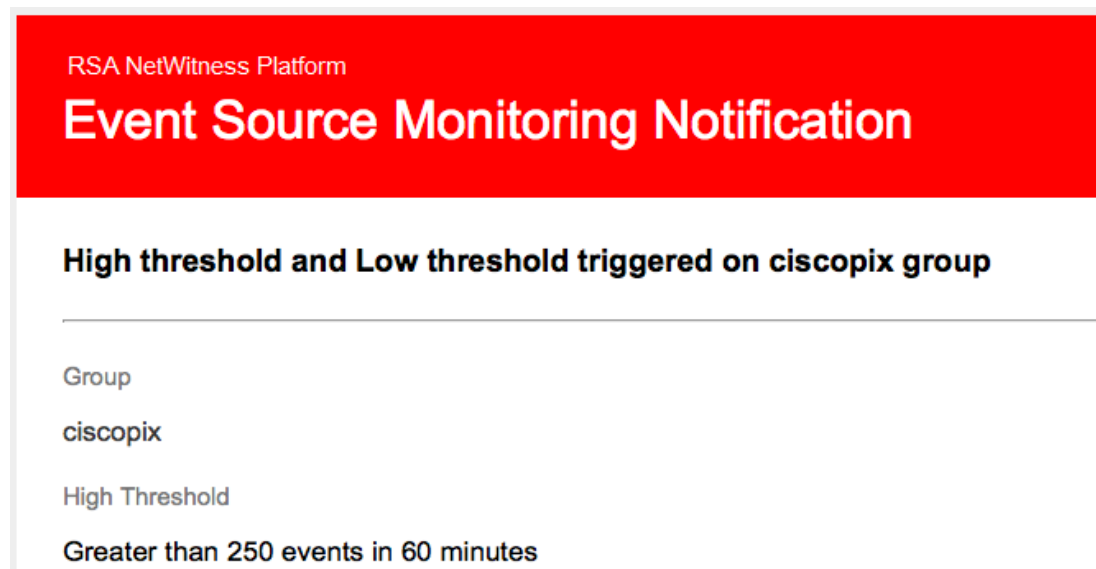 RSA NetWitness Platform
Event Source Monitoring Notification
High threshold and Low threshold triggered on ciscopix group
Group
ciscopix
High Threshold
Greater than 250 events in 60 minutes